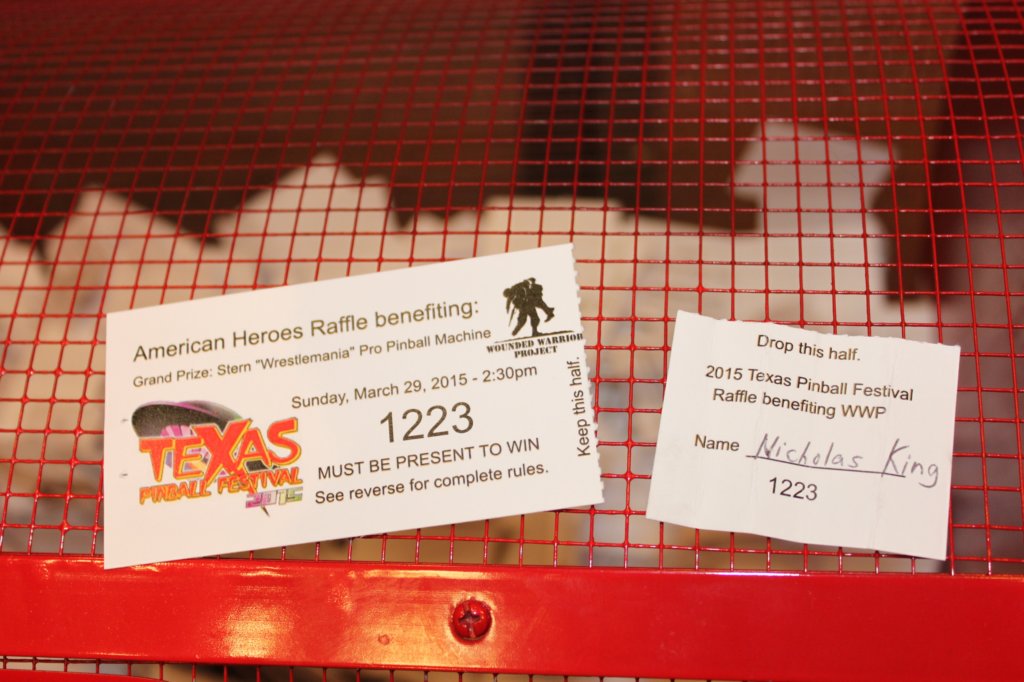 American Heroes Raffle benefiting:
Grand Prize: Stern "Wrestlemania" Pro Pinball Machine
WOUNDED WARRIOR
PROJECT
Sunday, March 29, 2015 - 2:30pm
1223
MUST BE PRESENT TO WIN
See reverse for complete rules.
Keep this half.
TEXAS
PINBALL FESTIVAL
2015
Drop this half.
2015 Texas Pinball Festival
Raffle benefiting WWP
Name Nicholas King
1223